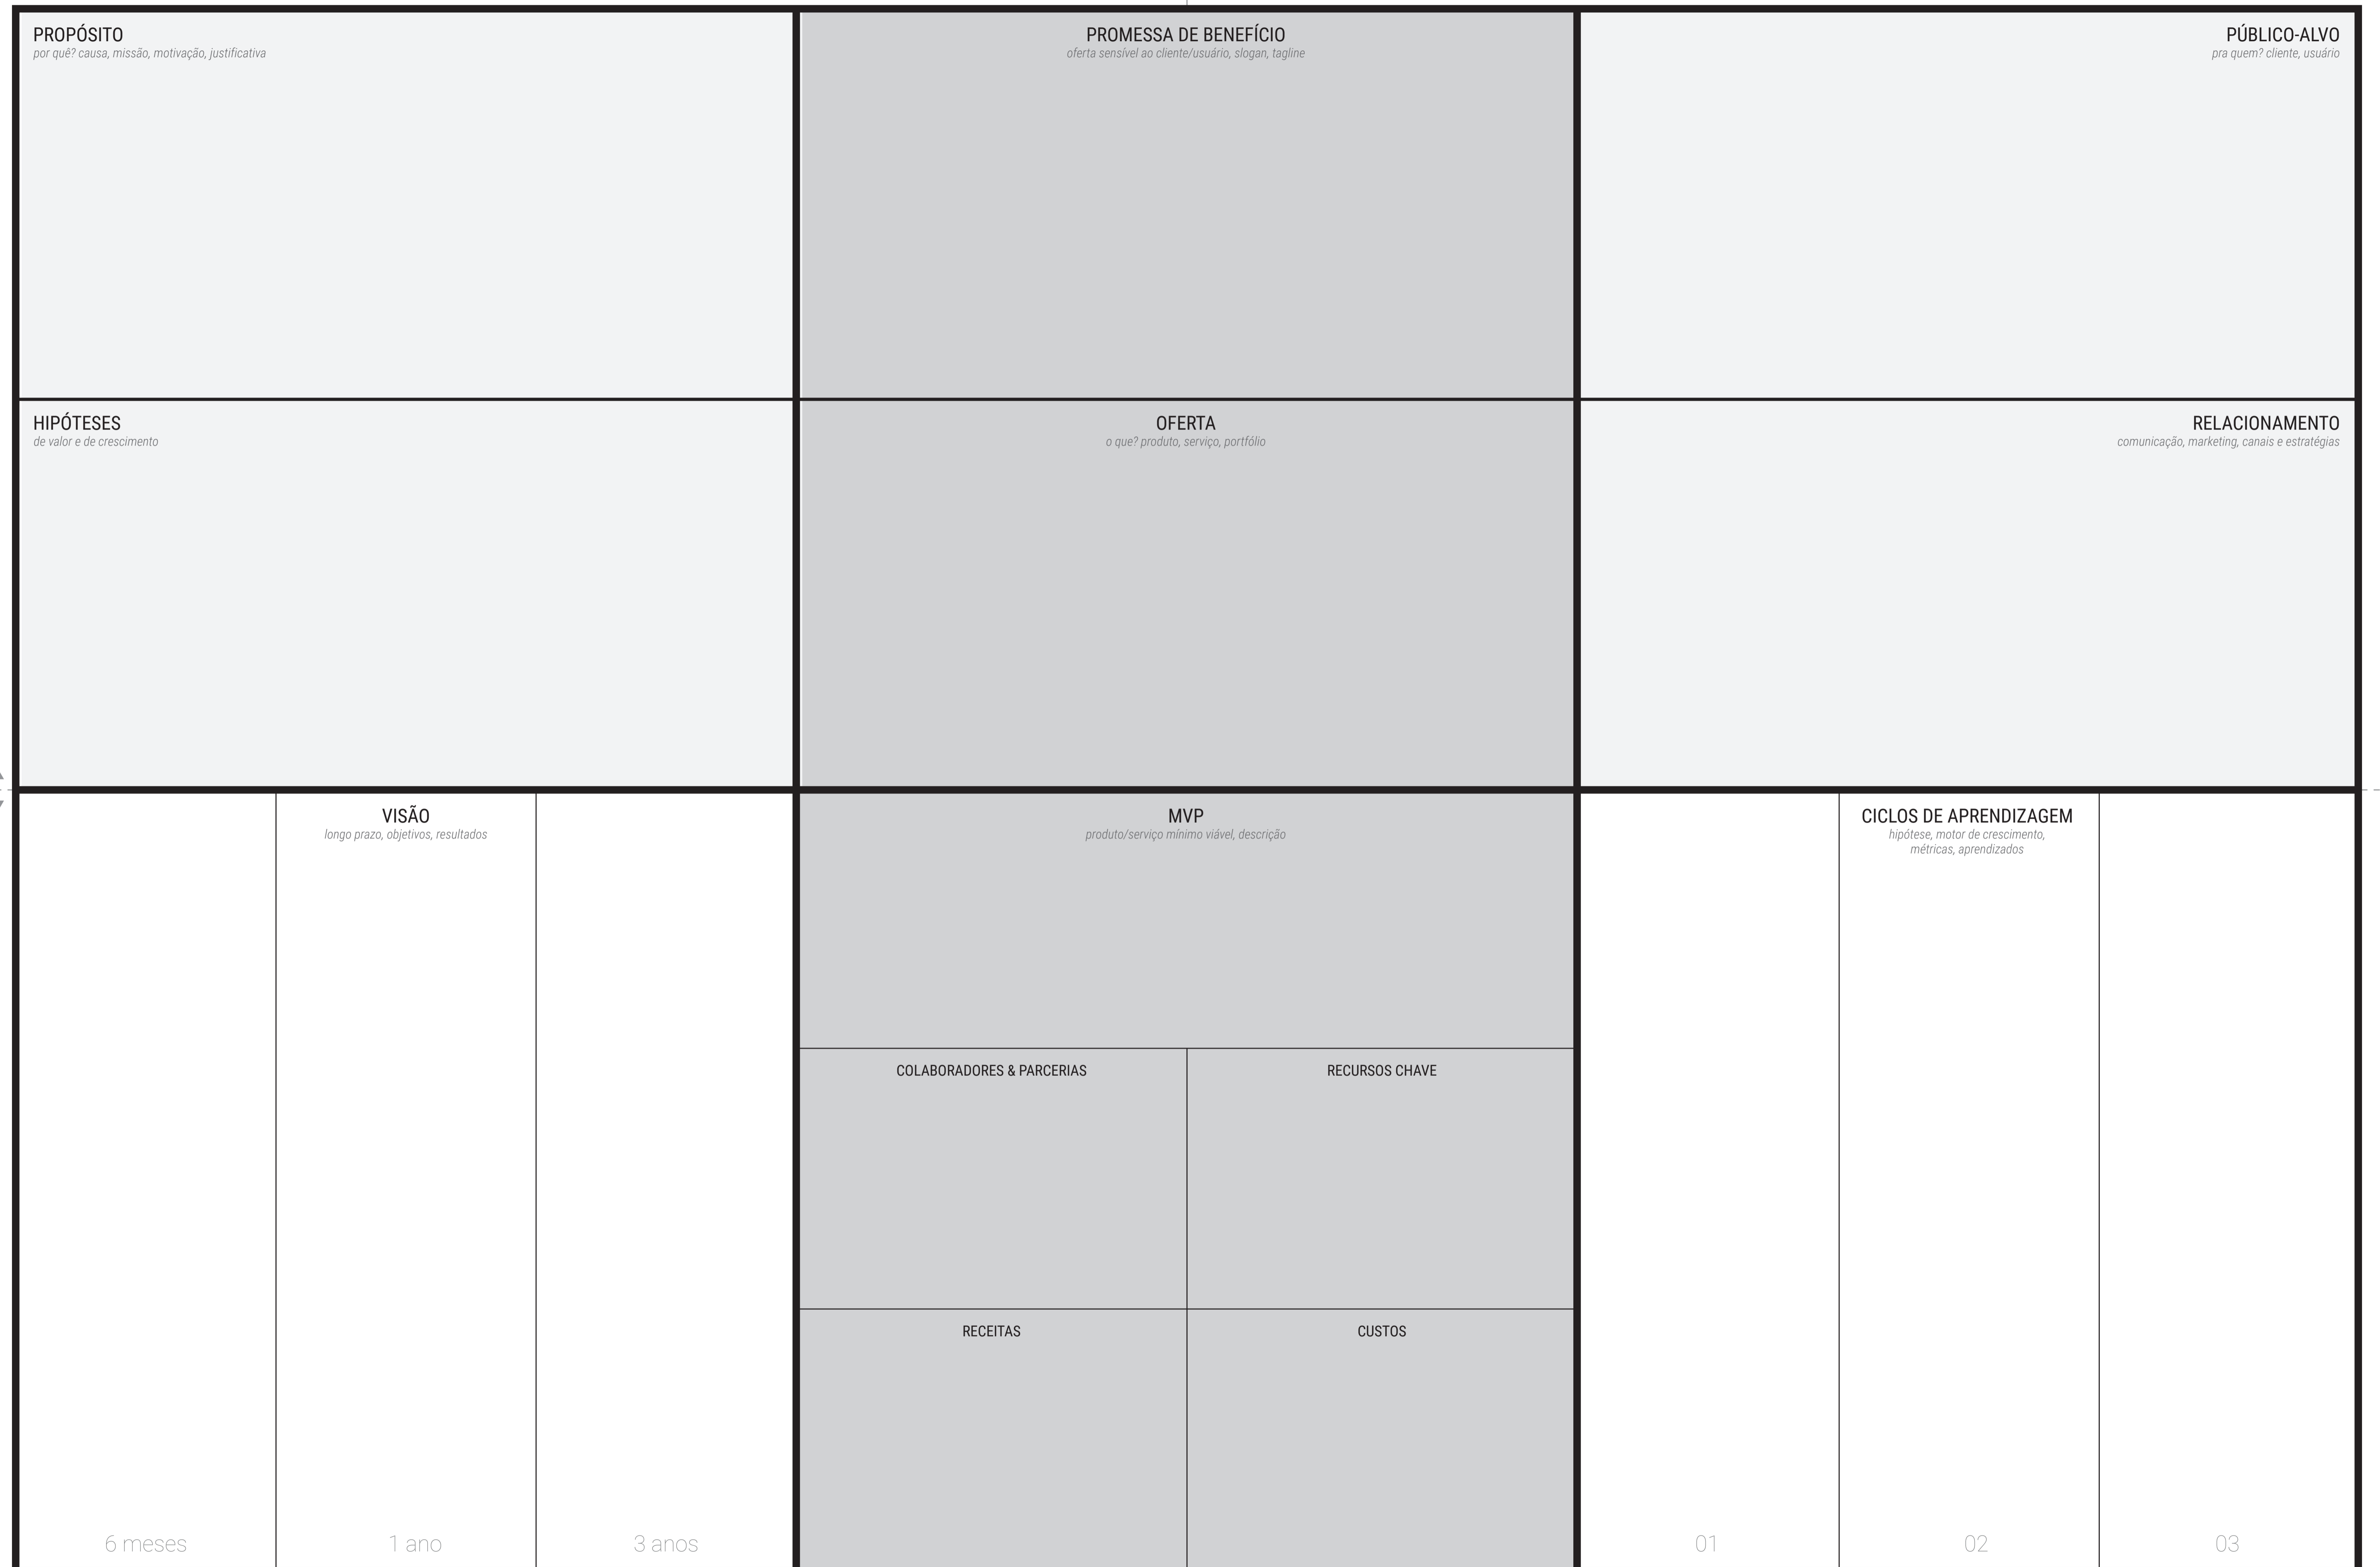 PROPÓSITO
por quê? causa, missão, motivação, justificativa
PROMESSA DE BENEFÍCIO
oferta sensível ao cliente/usuário, slogan, tagline
PÚBLICO-ALVO
pra quem? cliente, usuário
HIPÓTESES
de valor e de crescimento
OFERTA
o que? produto, serviço, portfólio
RELACIONAMENTO
comunicação, marketing, canais e estratégias
VISÃO
longo prazo, objetivos, resultados
6 meses
1 ano
3 anos
MVP
produto/serviço mínimo viável, descrição
COLABORADORES & PARCERIAS
RECURSOS CHAVE
RECEITAS
CUSTOS
CICLOS DE APRENDIZAGEM
hipótese, motor de crescimento,
métricas, aprendizados
01
02
03